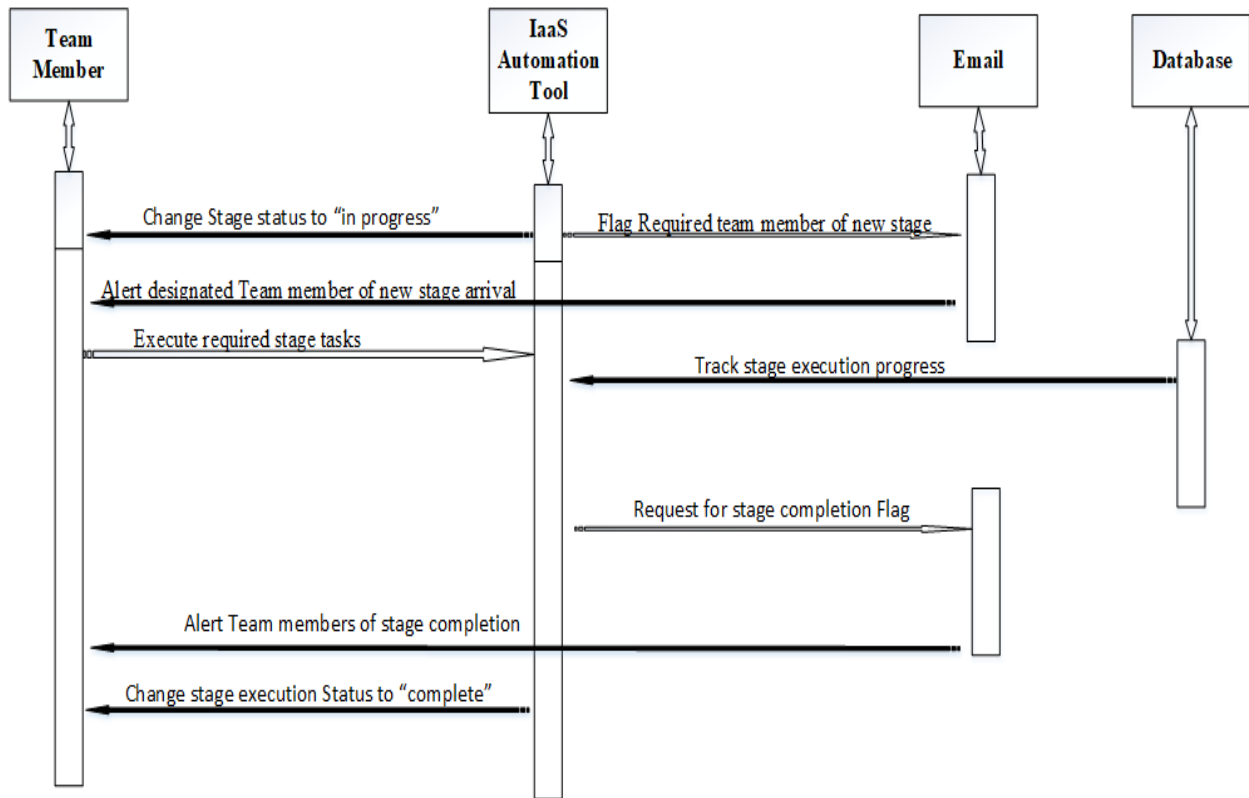 Team
Member
IaaS
Automation
Tool
Email
Database
Change Stage status to “in progress”
Flag Required team member of new stage
Alert designated Team member of new stage arrival
Execute required stage tasks
Track stage execution progress
Request for stage completion Flag
Alert Team members of stage completion
Change stage execution Status to “complete”